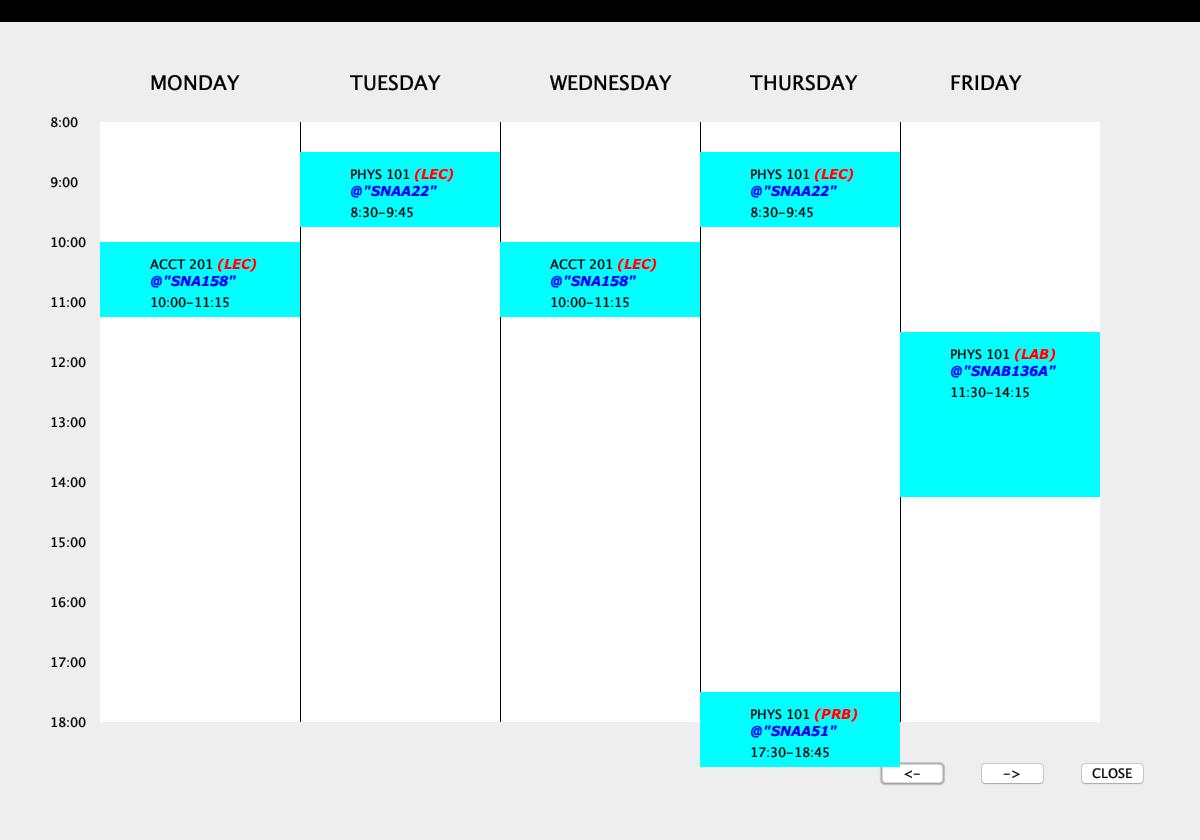 MONDAY TUESDAY WEDNESDAY THURSDAY FRIDAY
8:00
PHYS 101 (LEC) PHYS 101 (LEC)
9:00
@"SNAA22" @"SNAA22"
8:30-9:45 8:30-9:45
10:00
ACCT 201 (LEC) ACCT 201 (LEC)
@"SNA158" @"SNA158"
11:00
10:00-11:15 10:00-11:15
PHYS 101 (LAB)
12:00
@"SNAB136A"
11:30-14:15
13:00
14:00
15:00
16:00
17:00
PHYS 101 (PRB)
18:00
@"SNAA51"
17:30-18:45
<- -> CLOSE